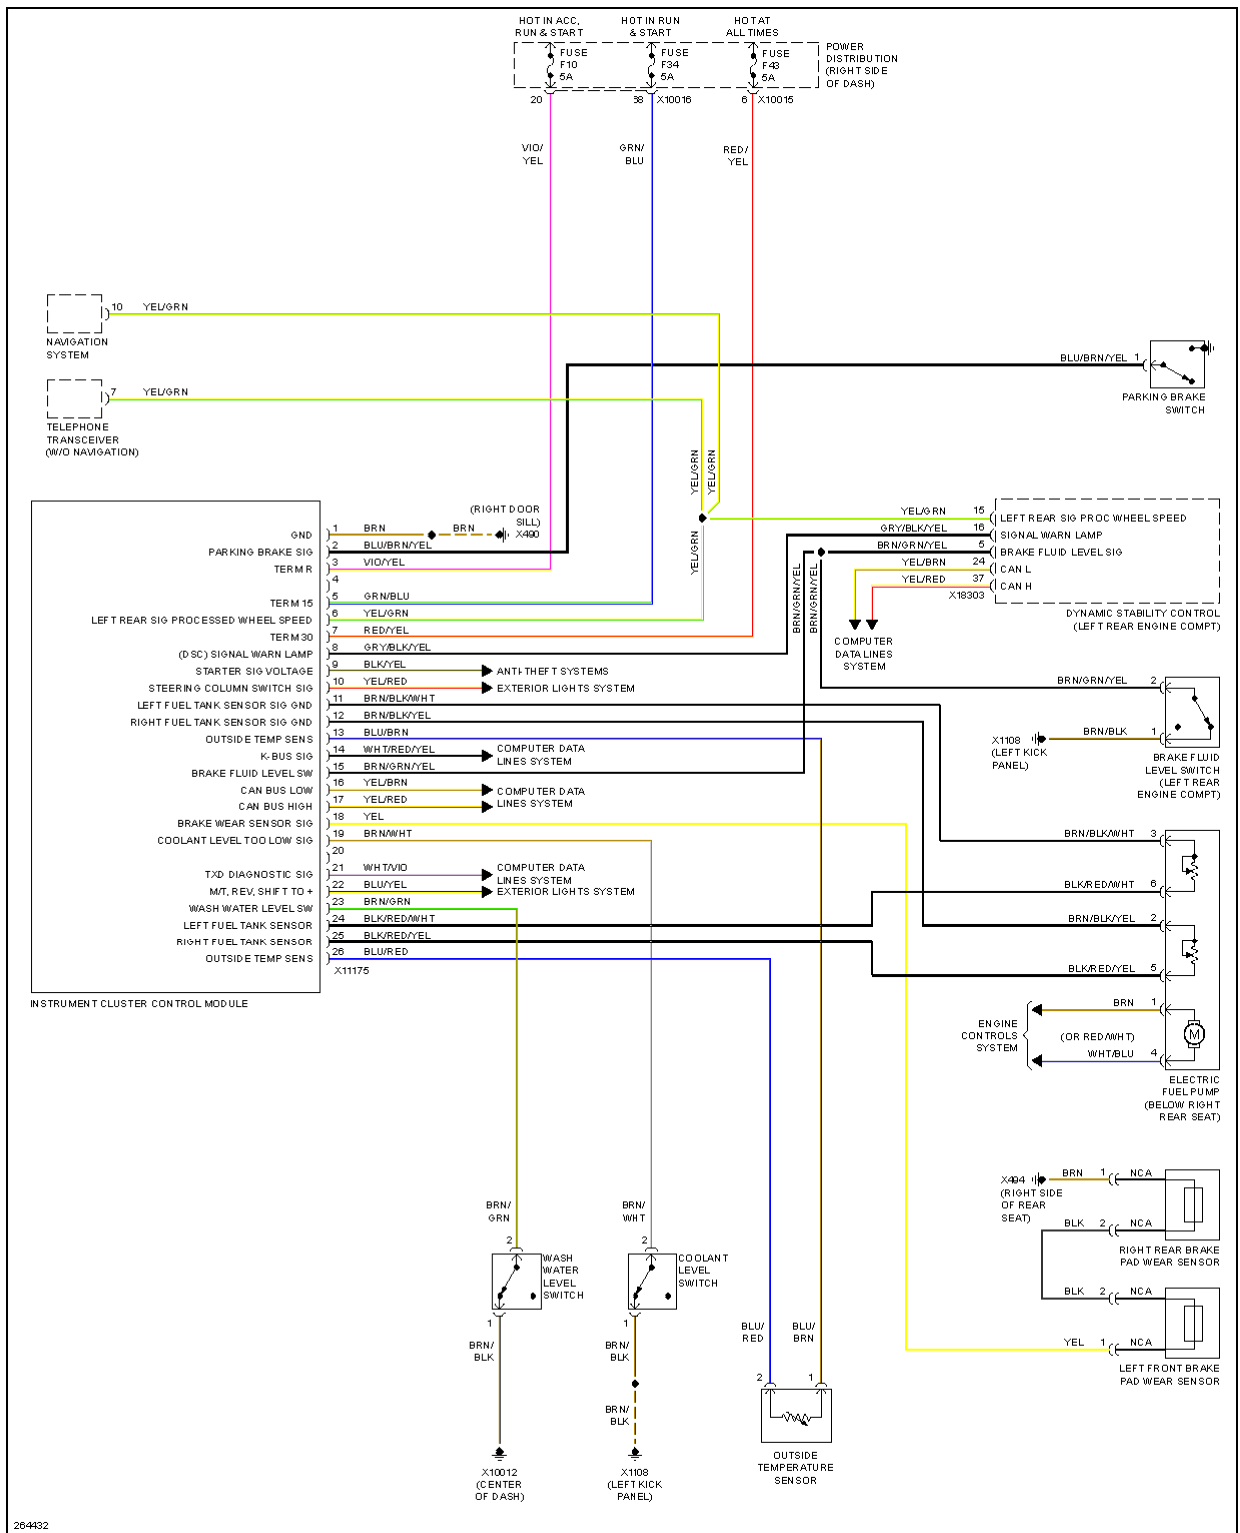 HOT IN ACC,
RUN & START
HOT IN RUN
& START
HOT AT
ALL TIMES
FUSE
F10
5A
FUSE
F34
5A
FUSE
F43
5A
POWER
DISTRIBUTION
(RIGHT SIDE
OF DASH)
20
38 X10016
6 X10015
VIO/
YEL
GRN/
BLU
RED/
YEL
10 YEL/GRN
NAVIGATION
SYSTEM
7 YEL/GRN
TELEPHONE
TRANSCEIVER
(W/O NAVIGATION)
BLU/BRN/YEL 1
PARKING BRAKE
SWITCH
YEL/GRN
YEL/GRN
YEL/GRN
(RIGHT DOOR
SILL)
X490
GND 1 BRN BRN
PARKING BRAKE SIG 2 BLU/BRN/YEL
TERM R 3 VIO/YEL
4
TERM 15 5 GRN/BLU
LEFT REAR SIG PROCESSED WHEEL SPEED 6 YEL/GRN
TERM 30 7 RED/YEL
(DSC) SIGNAL WARN LAMP 8 GRY/BLK/YEL
STARTER SIG VOLTAGE 9 BLK/YEL ANTI-THEFT SYSTEMS
STEERING COLUMN SWITCH SIG 10 YEL/RED EXTERIOR LIGHTS SYSTEM
LEFT FUEL TANK SENSOR SIG GND 11 BRN/BLK/WHT
RIGHT FUEL TANK SENSOR SIG GND 12 BRN/BLK/YEL
OUTSIDE TEMP SENS 13 BLU/BRN
K-BUS SIG 14 WHT/RED/YEL COMPUTER DATA
LINES SYSTEM
BRAKE FLUID LEVEL SW 15 BRN/GRN/YEL
CAN BUS LOW 16 YEL/BRN COMPUTER DATA
LINES SYSTEM
CAN BUS HIGH 17 YEL/RED
BRAKE WEAR SENSOR SIG 18 YEL
COOLANT LEVEL TOO LOW SIG 19 BRN/WHT
20
TXD DIAGNOSTIC SIG 21 WHT/VIO COMPUTER DATA
LINES SYSTEM
M/T, REV, SHIFT TO + 22 BLU/YEL EXTERIOR LIGHTS SYSTEM
WASH WATER LEVEL SW 23 BRN/GRN
LEFT FUEL TANK SENSOR 24 BLK/RED/WHT
RIGHT FUEL TANK SENSOR 25 BLK/RED/YEL
OUTSIDE TEMP SENS 26 BLU/RED
X11175
INSTRUMENT CLUSTER CONTROL MODULE
YEL/GRN 15 LEFT REAR SIG PROC WHEEL SPEED
GRY/BLK/YEL 16 SIGNAL WARN LAMP
BRN/GRN/YEL 5 BRAKE FLUID LEVEL SIG
YEL/BRN 24 CAN L
YEL/RED 37 CAN H
X18303
DYNAMIC STABILITY CONTROL
(LEFT REAR ENGINE COMPT)
BRN/GRN/YEL
BRN/GRN/YEL
COMPUTER
DATA LINES
SYSTEM
BRN/GRN/YEL 2
BRN/BLK 1
X1108
(LEFT KICK
PANEL)
BRAKE FLUID
LEVEL SWITCH
(LEFT REAR
ENGINE COMPT)
BRN/BLK/WHT 3
BLK/RED/WHT 6
BRN/BLK/YEL 2
BLK/RED/YEL 5
BRN 1
ENGINE
CONTROLS
SYSTEM
(OR RED/WHT)
WHT/BLU 4
M
ELECTRIC
FUEL PUMP
(BELOW RIGHT
REAR SEAT)
X494 BRN 1 NCA
(RIGHT SIDE
OF REAR
SEAT)
BLK 2 NCA
RIGHT REAR BRAKE
PAD WEAR SENSOR
BLK 2 NCA
YEL 1 NCA
LEFT FRONT BRAKE
PAD WEAR SENSOR
BRN/
GRN
2
WASH
WATER
LEVEL
SWITCH
1
BRN/
BLK
X10012
(CENTER
OF DASH)
BRN/
WHT
2
COOLANT
LEVEL
SWITCH
1
BRN/
BLK
BRN/
BLK
X1108
(LEFT KICK
PANEL)
BLU/
RED
BLU/
BRN
2 1
OUTSIDE
TEMPERATURE
SENSOR
264432